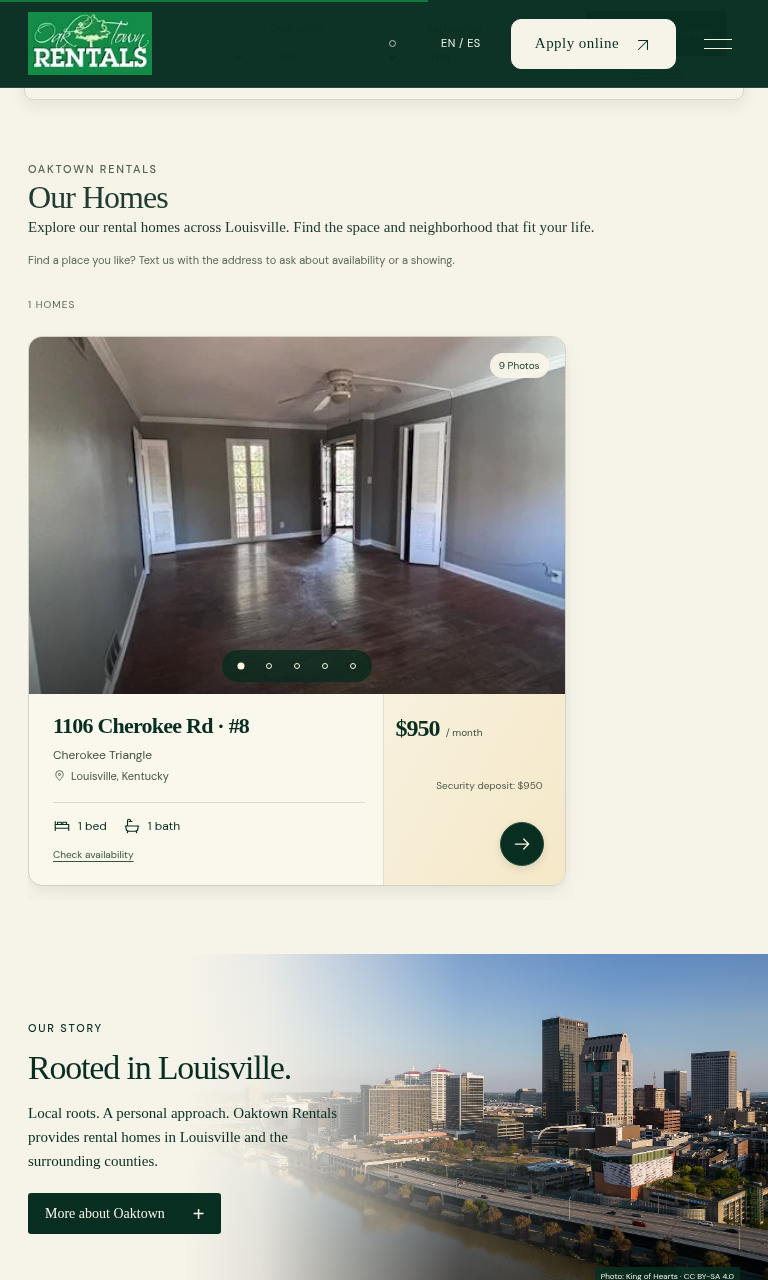 Oak Town
RENTALS
EN / ES
Apply online
OAKTOWN RENTALS
Our Homes
Explore our rental homes across Louisville. Find the space and neighborhood that fit your life.
Find a place you like? Text us with the address to ask about availability or a showing.
1 HOMES
9 Photos
1106 Cherokee Rd · #8
Cherokee Triangle
Louisville, Kentucky
1 bed 1 bath
Check availability
$950 / month
Security deposit: $950
OUR STORY
Rooted in Louisville.
Local roots. A personal approach. Oaktown Rentals
provides rental homes in Louisville and the
surrounding counties.
More about Oaktown
Photo: King of Hearts · CC BY-SA 4.0